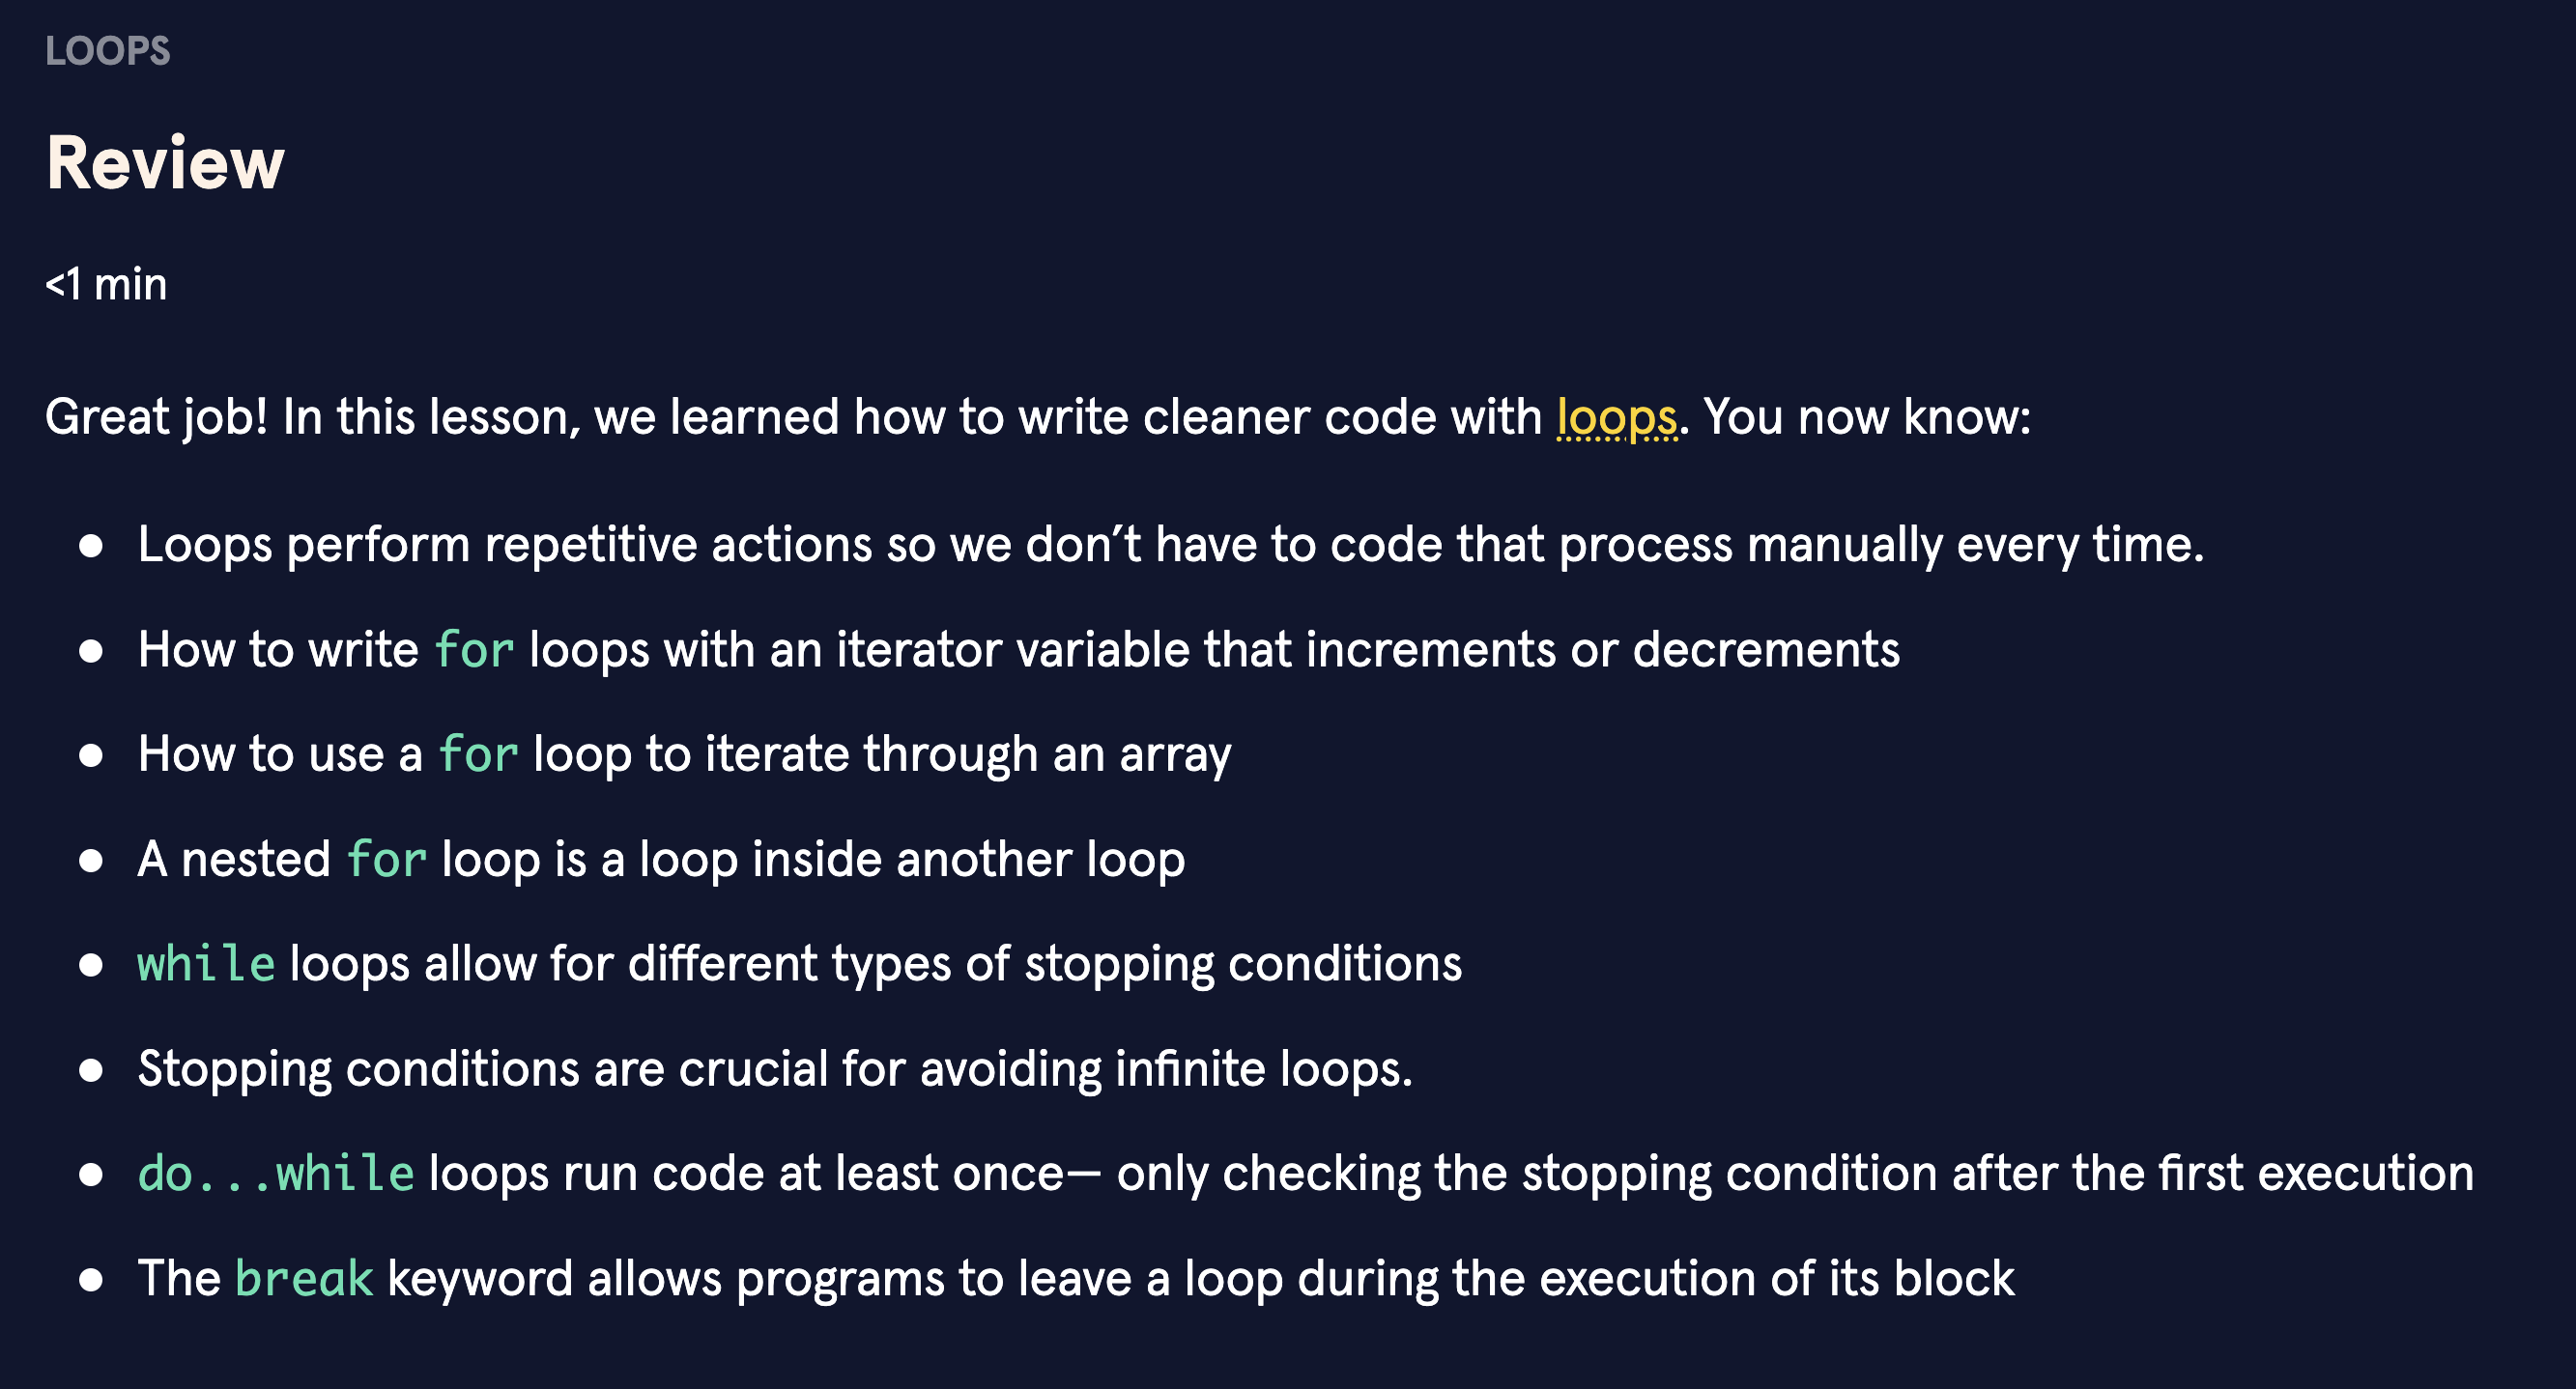 LOOPS
Review
<1 min
Great job! In this lesson, we learned how to write cleaner code with loops. You now know:
● Loops perform repetitive actions so we don’t have to code that process manually every time.
● How to write for loops with an iterator variable that increments or decrements
● How to use a for loop to iterate through an array
● A nested for loop is a loop inside another loop
● while loops allow for different types of stopping conditions
● Stopping conditions are crucial for avoiding infinite loops.
● do...while loops run code at least once— only checking the stopping condition after the first execution
● The break keyword allows programs to leave a loop during the execution of its block